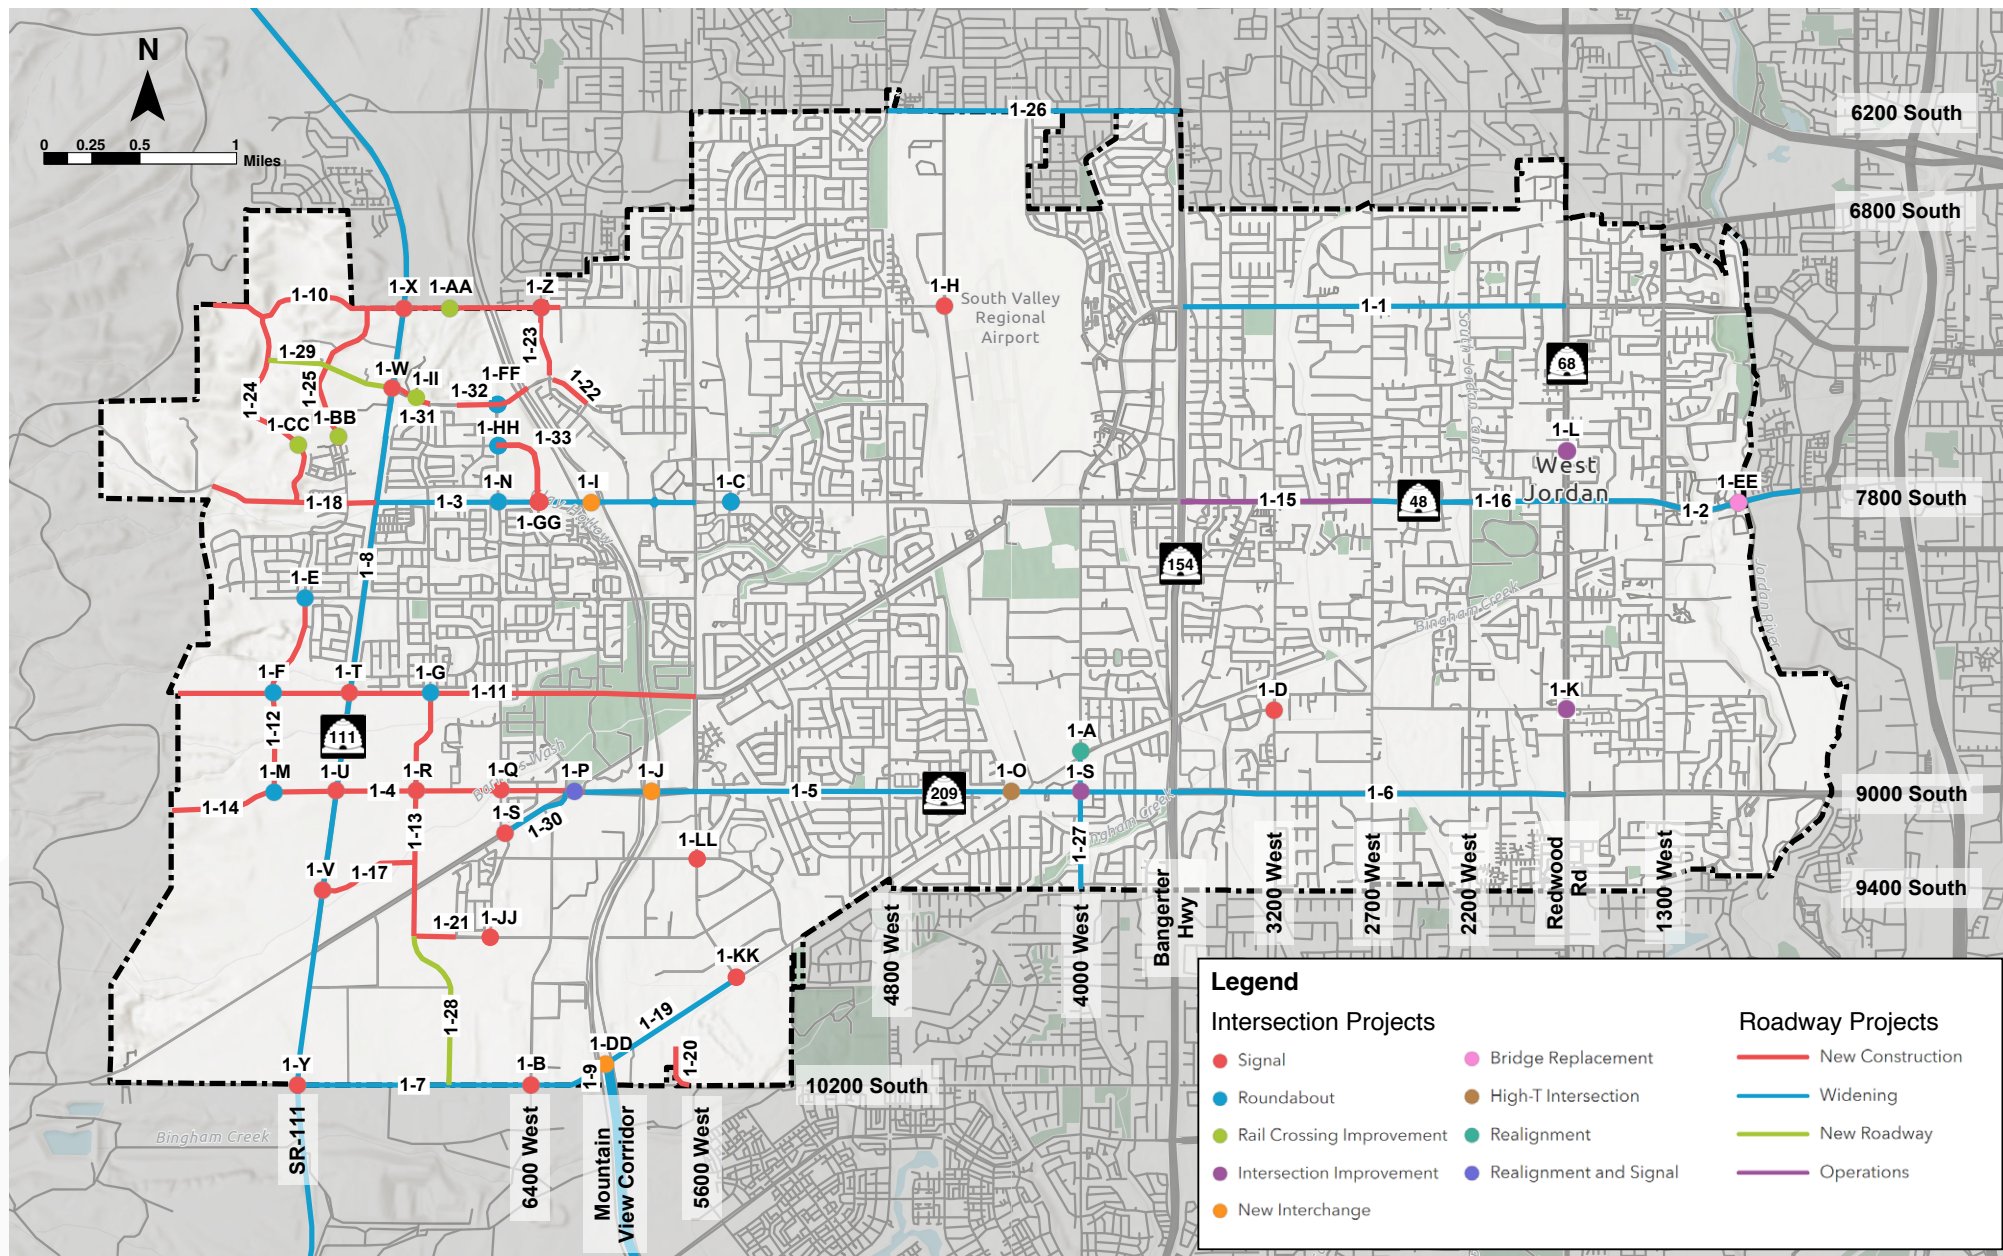 N
0 0.25 0.5 1
Miles
1-26
6200 South
6800 South
1-10
1-X
1-AA
1-Z
1-H
South Valley
Regional
Airport
1-1
1-23
1-29
1-W
1-II
1-FF
1-22
1-24
1-25
1-32
1-31
1-CC
1-BB
1-HH
1-33
South Jordan Canal
68
1-L
West
Jordan
1-18
1-3
1-N
1-GG
1-I
1-C
1-15
48
1-16
1-2
1-EE
7800 South
1-8
154
1-E
Bingham Creek
Jordan River
1-F
1-T
1-G
1-11
1-D
1-K
1-12
111
1-A
1-M
1-U
1-R
1-Q
1-P
1-J
1-O
1-S
1-14
1-4
1-5
209
1-6
9000 South
1-13
1-S
1-30
1-LL
1-27
Bingham Creek
1-V
1-17
1-21
1-JJ
9400 South
4800 West
4000 West
Bangerter
Hwy
3200 West
2700 West
2200 West
Redwood
Rd
1300 West
1-KK
1-28
1-19
1-DD
1-20
1-Y
1-7
1-B
1-9
10200 South
Bingham Creek
SR-111
6400 West
Mountain
View Corridor
5600 West
Legend
Intersection Projects
Signal
Roundabout
Rail Crossing Improvement
Intersection Improvement
New Interchange
Bridge Replacement
High-T Intersection
Realignment
Realignment and Signal
Roadway Projects
New Construction
Widening
New Roadway
Operations